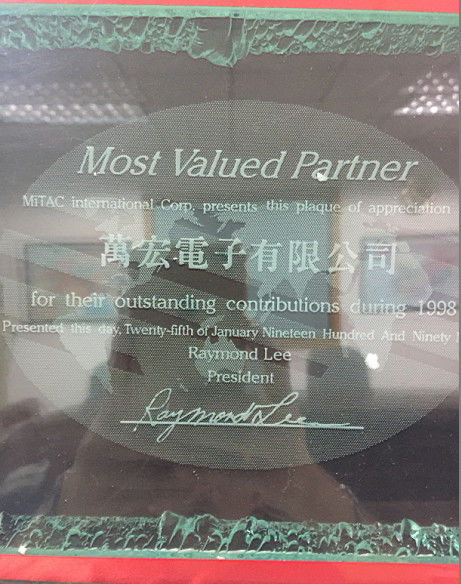 Most Valued Partner
MiTAC international Corp. presents this plaque of appreciation
萬宏電子有限公司
for their outstanding contributions during 1998
Presented this day, Twenty-fifth of January Nineteen Hundred And Ninety
Raymond Lee
President
Raymond Lee